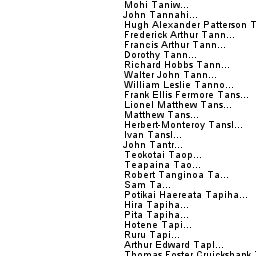 Mohi Taniw...
John Tannahi...
Hugh Alexander Patterson T
Frederick Arthur Tann...
Francis Arthur Tann...
Dorothy Tann...
Richard Hobbs Tann...
Walter John Tann...
William Leslie Tanno...
Frank Ellis Fermore Tans...
Lionel Matthew Tans...
Matthew Tans...
Herbert-Monteroy Tansl...
Ivan Tansl...
John Tantr...
Teokotai Taop...
Teapaina Tao...
Robert Tanginoa Ta...
Sam Ta...
Potikai Haereata Tapiha...
Hira Tapiha...
Pita Tapiha...
Hotene Tapi...
Ruru Tapi...
Arthur Edward Tapl...
Thomas Foster Cruickshank T